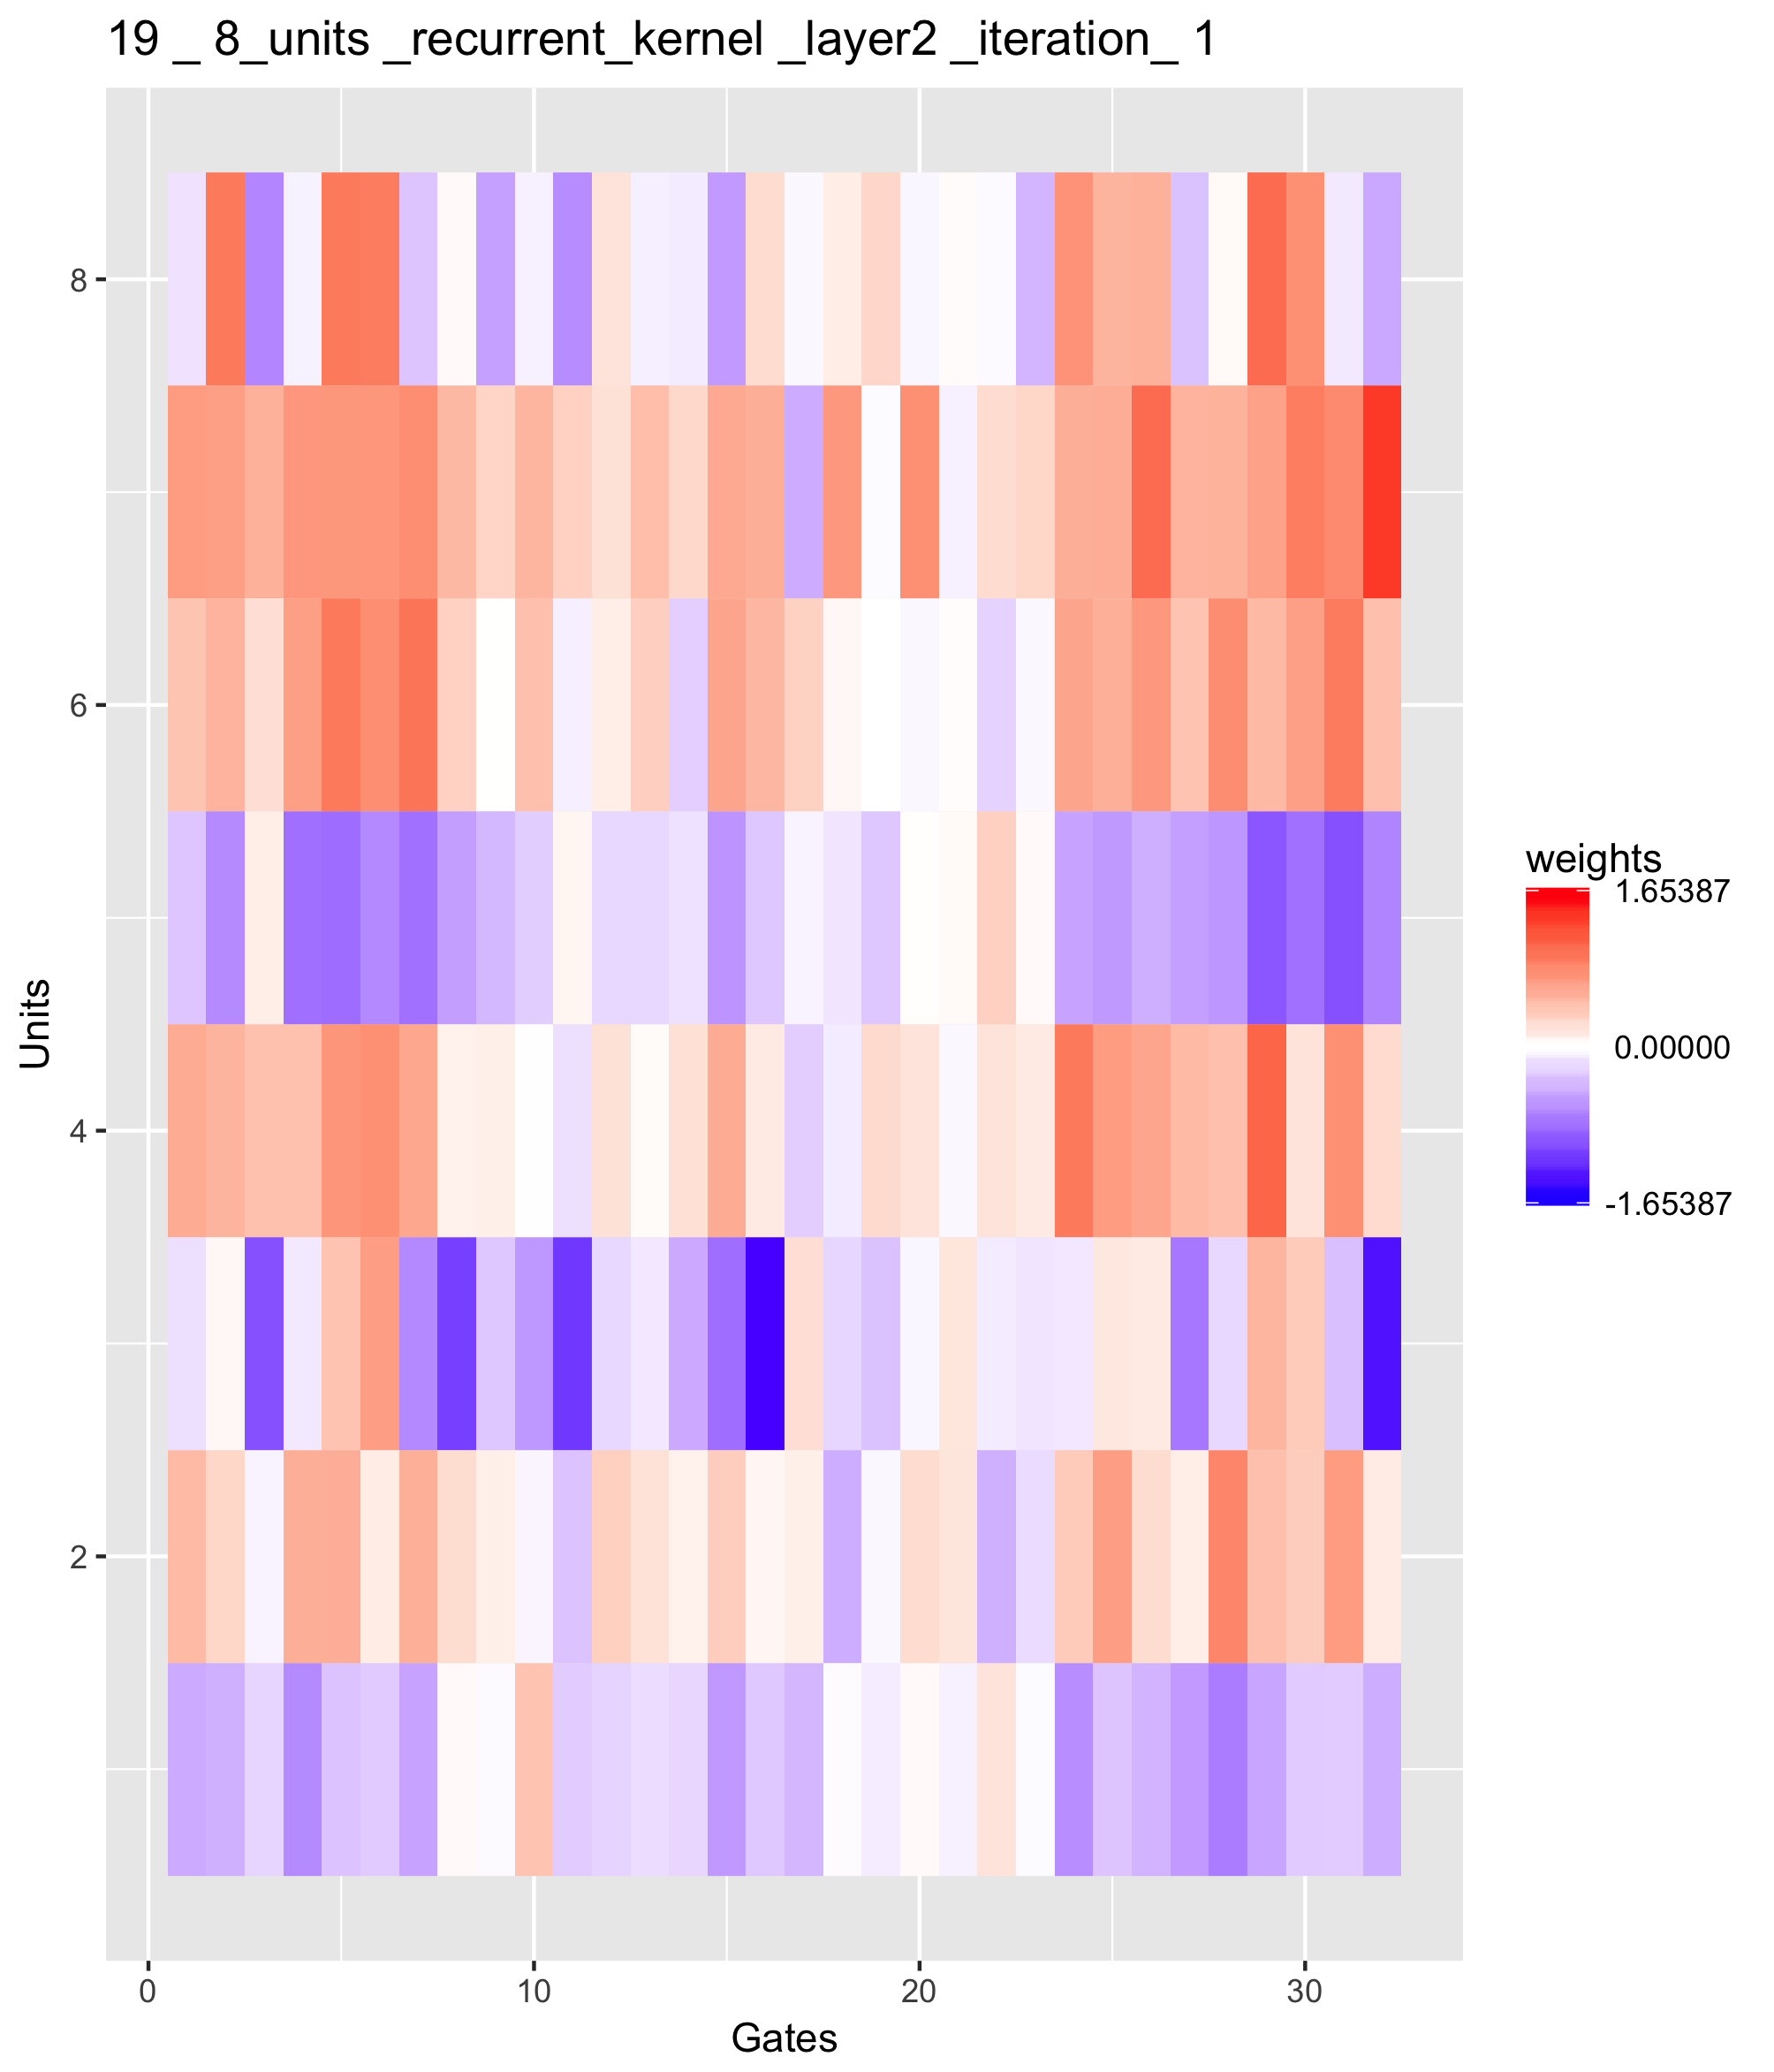 19 _ 8_units _recurrent_kernel _layer2 _iteration_ 1
8
6
4
2
Units
0 10 20 30
Gates
weights
1.65387
0.00000
-1.65387